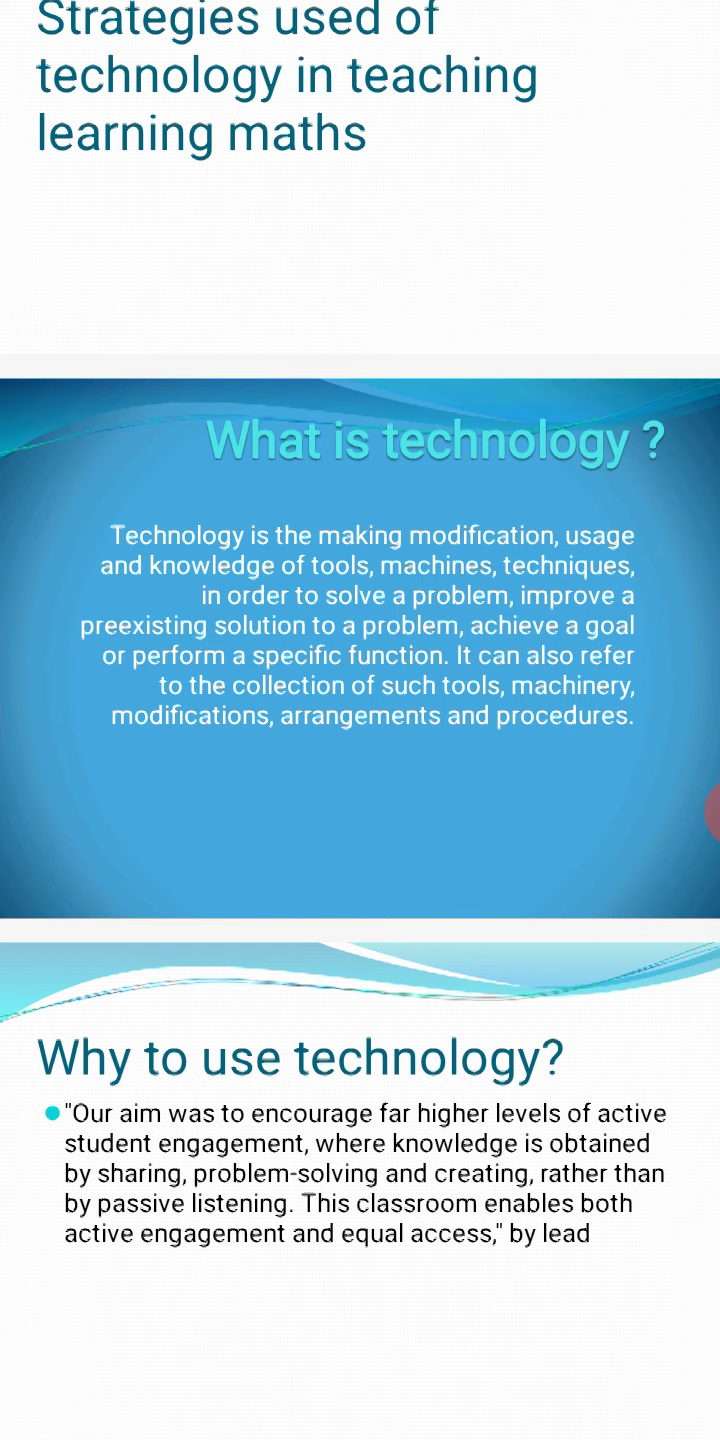 Strategies used of
technology in teaching
learning maths
What is technology ?
Technology is the making modification, usage
and knowledge of tools, machines, techniques,
in order to solve a problem, improve a
preexisting solution to a problem, achieve a goal
or perform a specific function. It can also refer
to the collection of such tools, machinery,
modifications, arrangements and procedures.
Why to use technology?
"Our aim was to encourage far higher levels of active
student engagement, where knowledge is obtained
by sharing, problem-solving and creating, rather than
by passive listening. This classroom enables both
active engagement and equal access," by lead